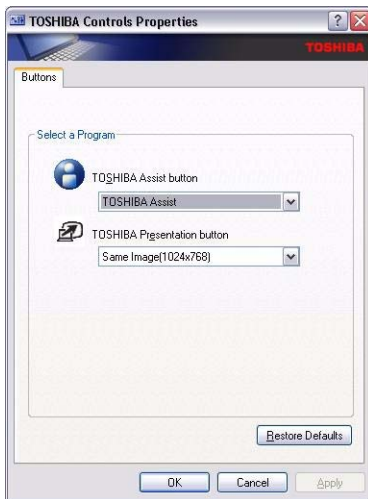 TOSHIBA Controls Properties
TOSHIBA
Buttons
Select a Program
TOSHIBA Assist button
TOSHIBA Assist
TOSHIBA Presentation button
Same Image(1024x768)
Restore Defaults
OK
Cancel
Apply